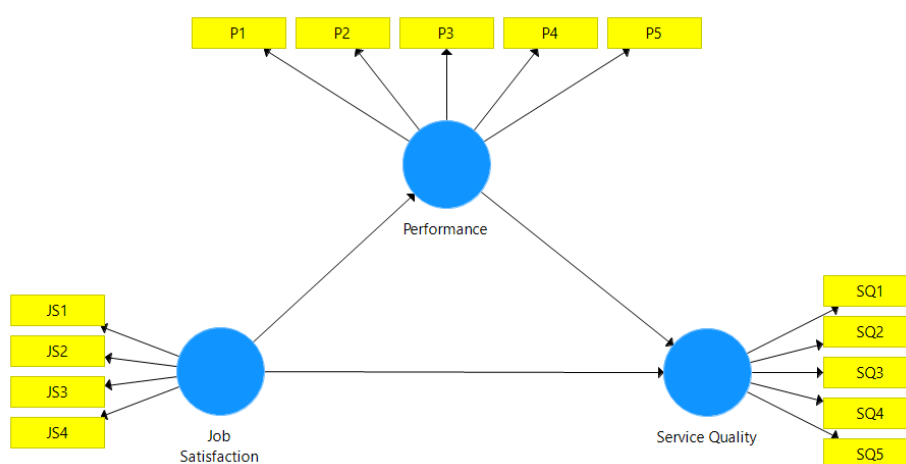 P1
P2
P3
P4
P5
Performance
JS1
JS2
JS3
JS4
Job
Satisfaction
SQ1
SQ2
SQ3
SQ4
SQ5
Service Quality